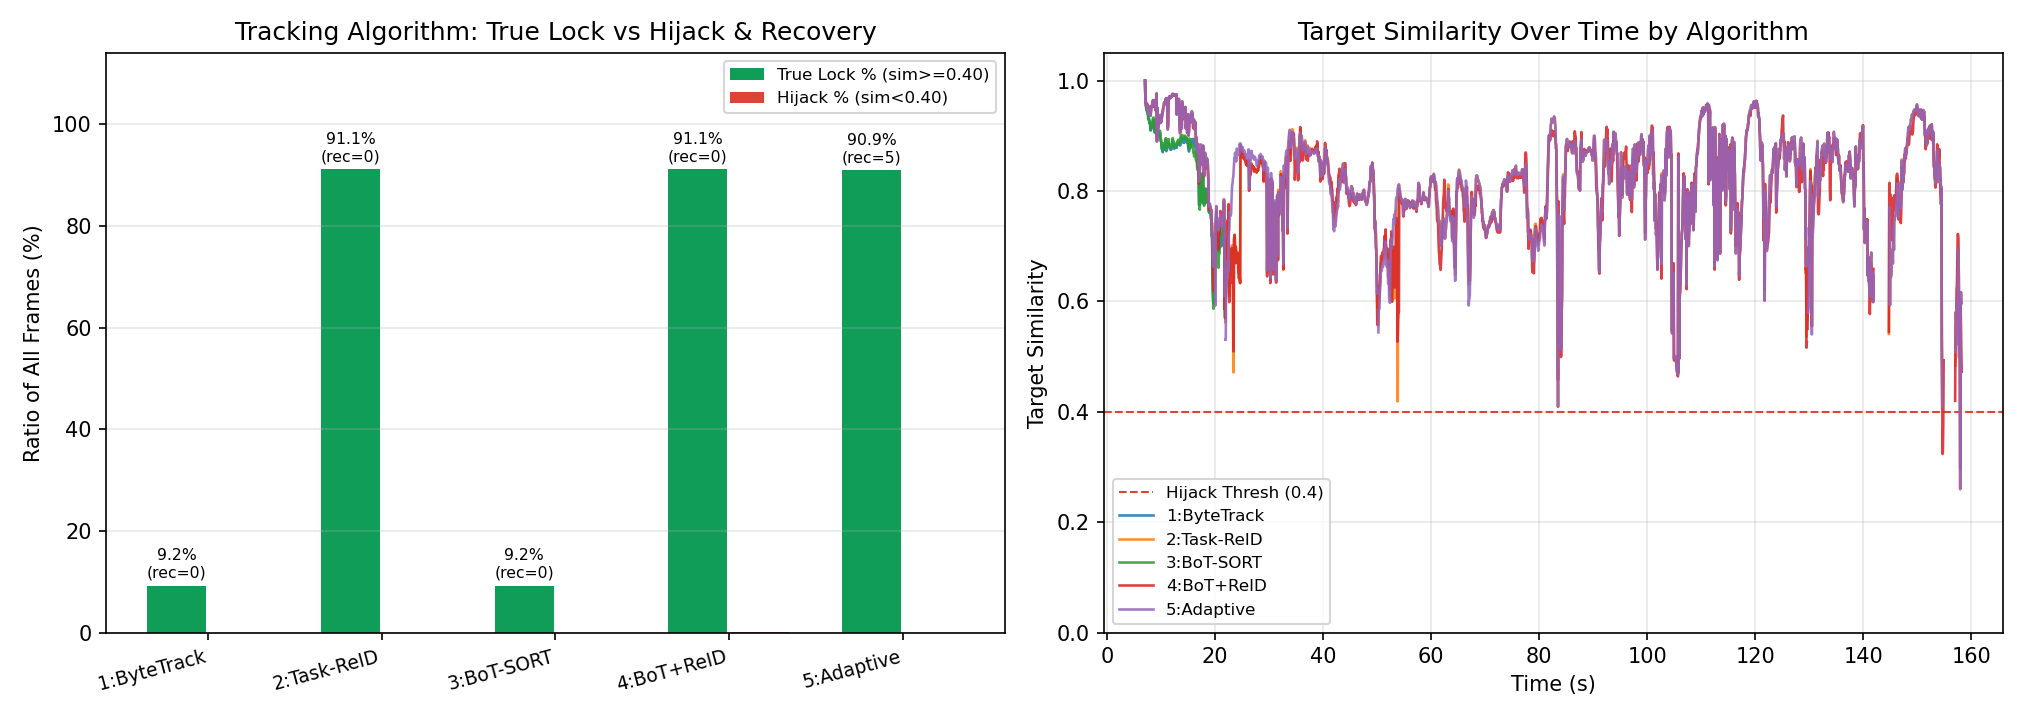 Tracking Algorithm: True Lock vs Hijack & Recovery
True Lock % (sim>=0.40)
Hijack % (sim<0.40)
Ratio of All Frames (%)
100
80
60
40
20
0
9.2%
(rec=0)
91.1%
(rec=0)
9.2%
(rec=0)
91.1%
(rec=0)
90.9%
(rec=5)
1:ByteTrack
2:Task-ReID
3:BoT-SORT
4:BoT+ReID
5:Adaptive
Target Similarity Over Time by Algorithm
Target Similarity
1.0
0.8
0.6
0.4
0.2
0.0
Hijack Thresh (0.4)
1:ByteTrack
2:Task-ReID
3:BoT-SORT
4:BoT+ReID
5:Adaptive
0 20 40 60 80 100 120 140 160
Time (s)